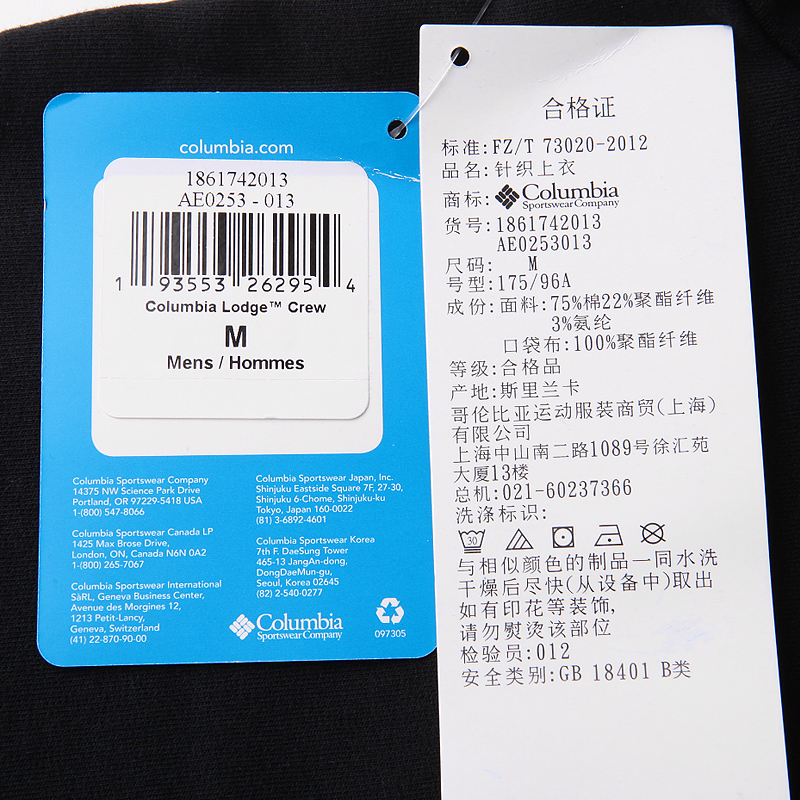 columbia.com
1861742013
AE0253 - 013
1 93553 26295 4
Columbia Lodge™ Crew
M
Mens / Hommes
Columbia Sportswear Company
14375 NW Science Park Drive
Portland, OR 97229-5418 USA
1-(800) 547-8066
Columbia Sportswear Canada LP
1425 Max Brose Drive,
London, ON, Canada N6N 0A2
1-(800) 265-7067
Columbia Sportswear International
SàRL, Geneva Business Center,
Avenue des Morgines 12,
1213 Petit-Lancy,
Geneva, Switzerland
(41) 22-870-90-00
Columbia Sportswear Japan, Inc.
Shinjuku Eastside Square 7F, 27-30,
Shinjuku 6-Chome, Shinjuku-ku
Tokyo, Japan 160-0022
(81) 3-6892-4601
Columbia Sportswear Korea
7th F. DaeSung Tower
465-13 JangAn-dong,
DongDaeMun-gu,
Seoul, Korea 02645
(82) 2-540-0277
Columbia
Sportswear Company
097305
合格证
标准:FZ/T 73020-2012
品名:针织上衣
商标:Columbia
Sportswear Company
货号:1861742013
AE0253013
尺码: M
号型:175/96A
成份:面料:75%棉22%聚酯纤维
3%氨纶
口袋布:100%聚酯纤维
等级:合格品
产地:斯里兰卡
哥伦比亚运动服装商贸(上海)
有限公司
上海中山南二路1089号徐汇苑
大厦13楼
总机:021-60237366
洗涤标识:
30
与相似颜色的制品一同水洗
干燥后尽快(从设备中)取出
如有印花等装饰,
请勿熨烫该部位
检验员:012
安全类别:GB 18401 B类